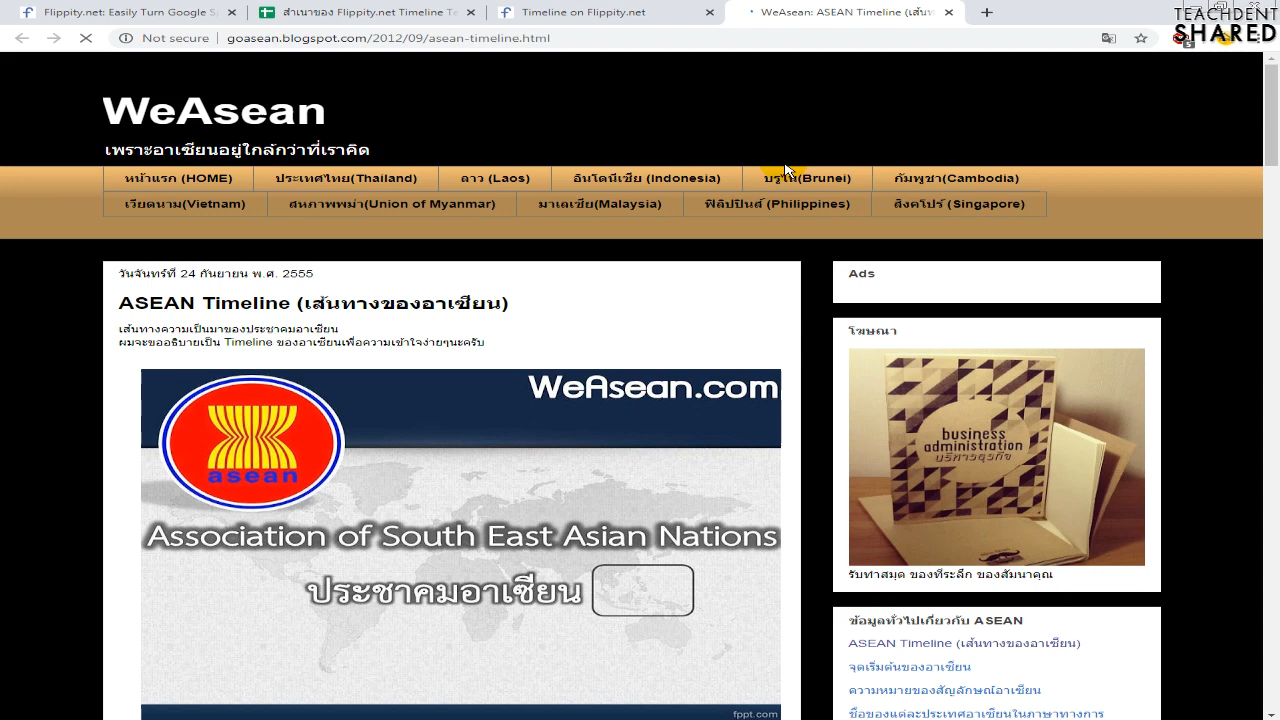 Flippity.net: Easily Turn Google Sp
สำเนาของ Flippity.net Timeline Te
Timeline on Flippity.net
WeAsean: ASEAN Timeline (เส้นท
TEACHDENT
SHARED
Not secure
goasean.blogspot.com/2012/09/asean-timeline.html
WeAsean
เพราะอาเซียนอยู่ใกล้กว่าที่เราคิด
หน้าแรก (HOME)
ประเทศไทย(Thailand)
ลาว (Laos)
อินโดนีเซีย (Indonesia)
บรูไน(Brunei)
กัมพูชา(Cambodia)
เวียดนาม(Vietnam)
สหภาพพม่า(Union of Myanmar)
มาเลเซีย(Malaysia)
ฟิลิปปินส์ (Philippines)
สิงคโปร์ (Singapore)
วันจันทร์ที่ 24 กันยายน พ.ศ. 2555
ASEAN Timeline (เส้นทางของอาเซียน)
เส้นทางความเป็นมาของประชาคมอาเซียน
ผมจะขออธิบายเป็น Timeline ของอาเซียนเพื่อความเข้าใจง่ายๆนะครับ
WeAsean.com
asean
Association of South East Asian Nations
ประชาคมอาเซียน
fppt.com
Ads
โฆษณา
business
administration
บริหารธุรกิจ
รับทำสมุด ของที่ระลึก ของสัมนาคุณ
ข้อมูลทั่วไปเกี่ยวกับ ASEAN
ASEAN Timeline (เส้นทางของอาเซียน)
จุดเริ่มต้นของอาเซียน
ความหมายของสัญลักษณ์อาเซียน
ชื่อของแต่ละประเทศอาเซียนในภาษาทางการ